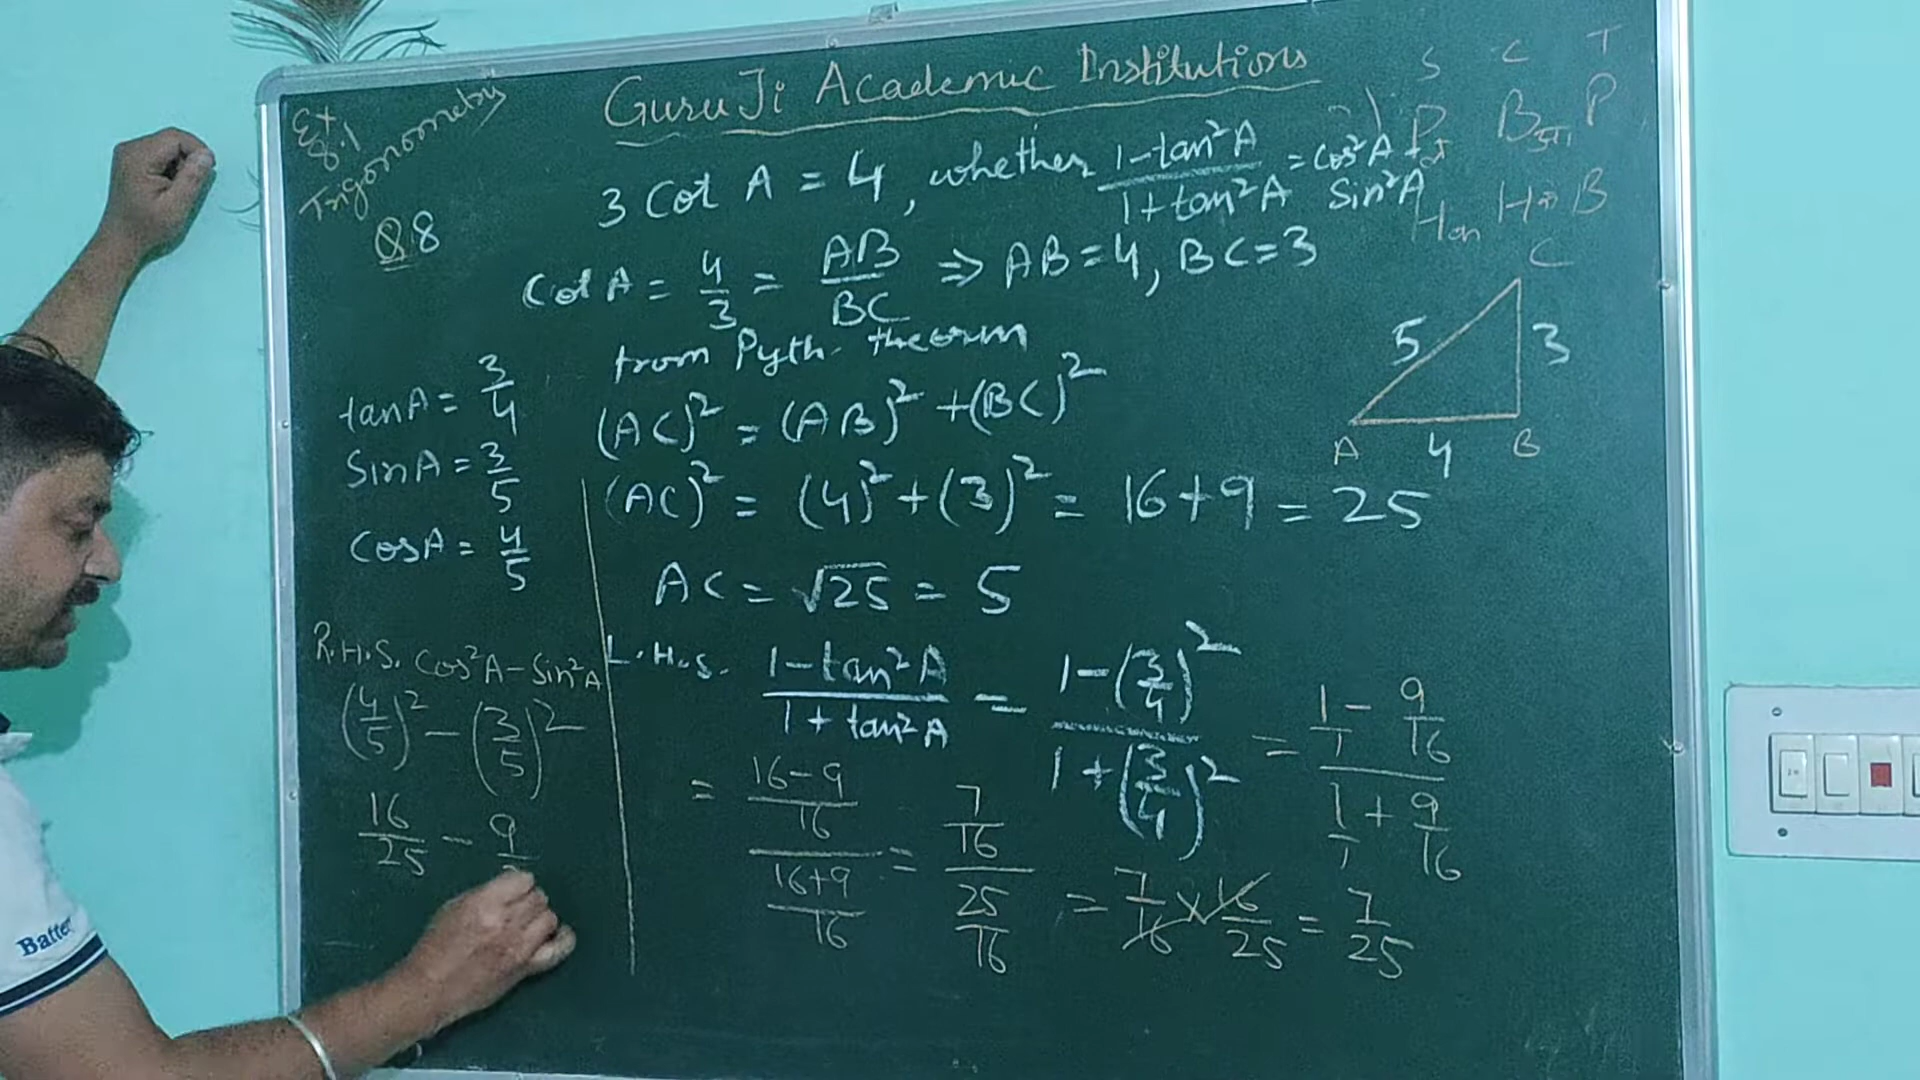 GuruJi Academic Institutions
Ex
8.1
Trigonometry
Q8
3 Cot A = 4, whether (1-tan²A)/(1+tan²A) = Cos²A - Sin²A
S C T
P B P
H H B
Cot A = 4/3 = AB/BC ⇒ AB = 4, BC = 3
from Pyth. theorm
(AC)² = (AB)² + (BC)²
(AC)² = (4)² + (3)² = 16+9 = 25
AC = √25 = 5
C
5
3
A
4
B
tanA = 3/4
SinA = 3/5
CosA = 4/5
R.H.S. Cos²A - Sin²A
(4/5)² - (3/5)²
16/25 - 9/
L.H.S. (1-tan²A)/(1+tan²A) = (1-(3/4)²)/(1+(3/4)²) = (1/1 - 9/16)/(1/1 + 9/16)
= ((16-9)/16)/((16+9)/16) = (7/16)/(25/16) = 7/16 × 16/25 = 7/25
Batter